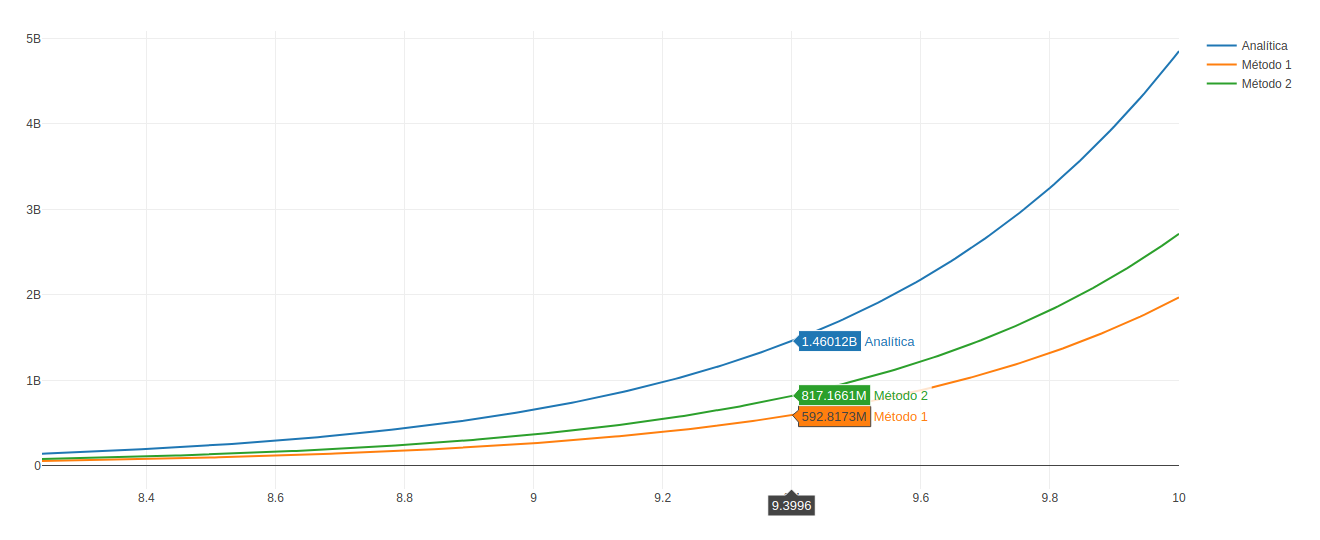 5B
4B
3B
2B
1B
0
Analítica
Método 1
Método 2
1.46012B Analítica
817.1661M Método 2
592.8173M Método 1
8.4 8.6 8.8 9 9.2 9.6 9.8 10
9.3996